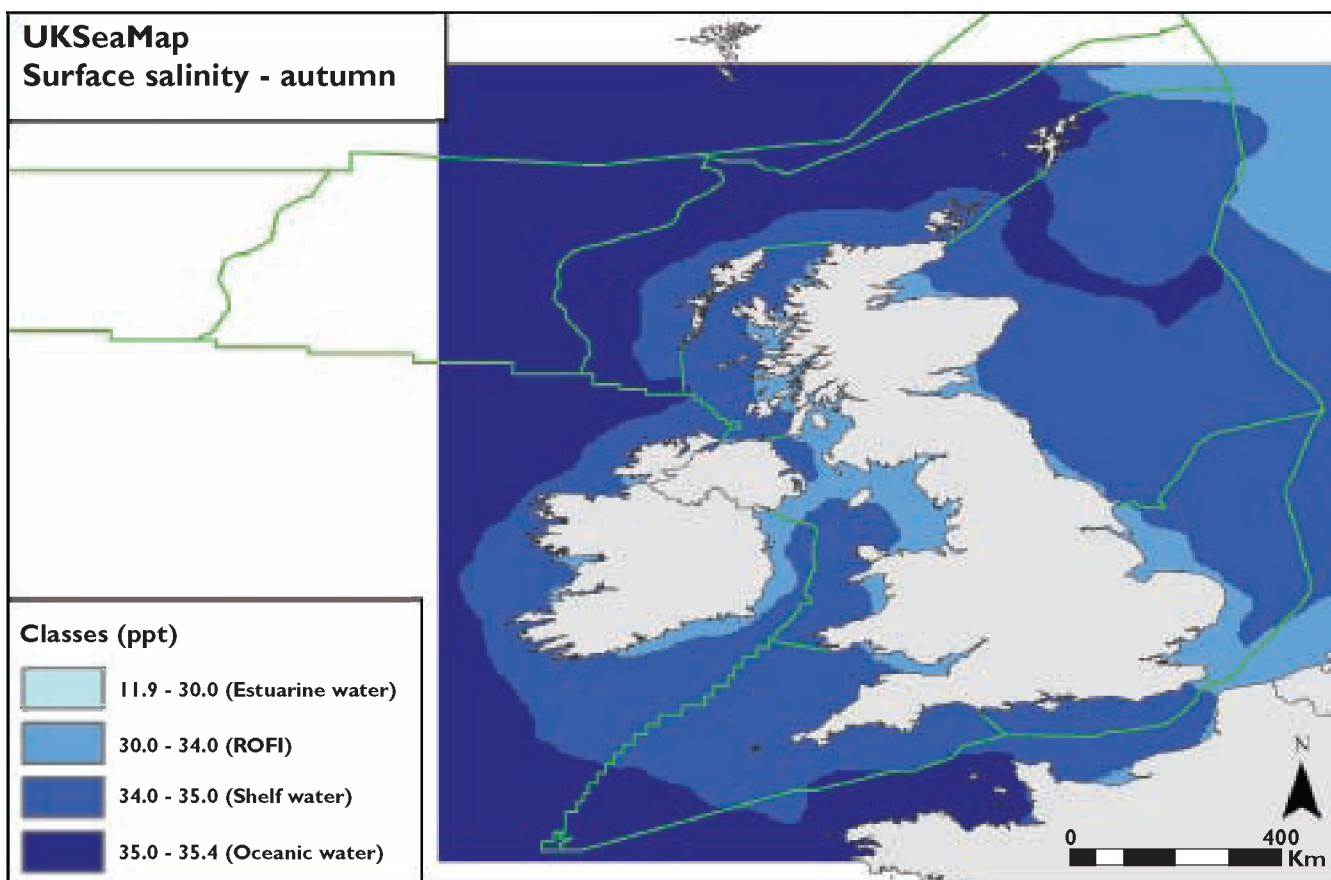 UKSeaMap
Surface salinity - autumn
Classes (ppt)
11.9 - 30.0 (Estuarine water)
30.0 - 34.0 (ROFI)
34.0 - 35.0 (Shelf water)
35.0 - 35.4 (Oceanic water)
N
0 400
Km